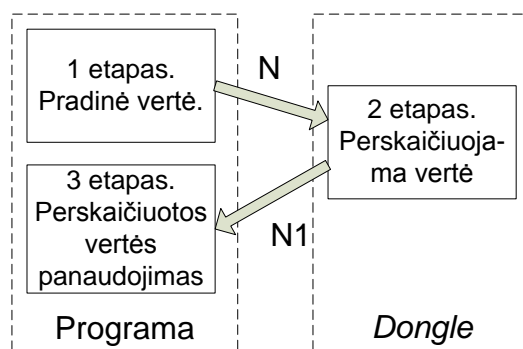 1 etapas.
Pradinė vertė.
N
2 etapas.
Perskaičiuoja-
ma vertė
3 etapas.
Perskaičiuotos
vertės
panaudojimas
N1
Programa
Dongle